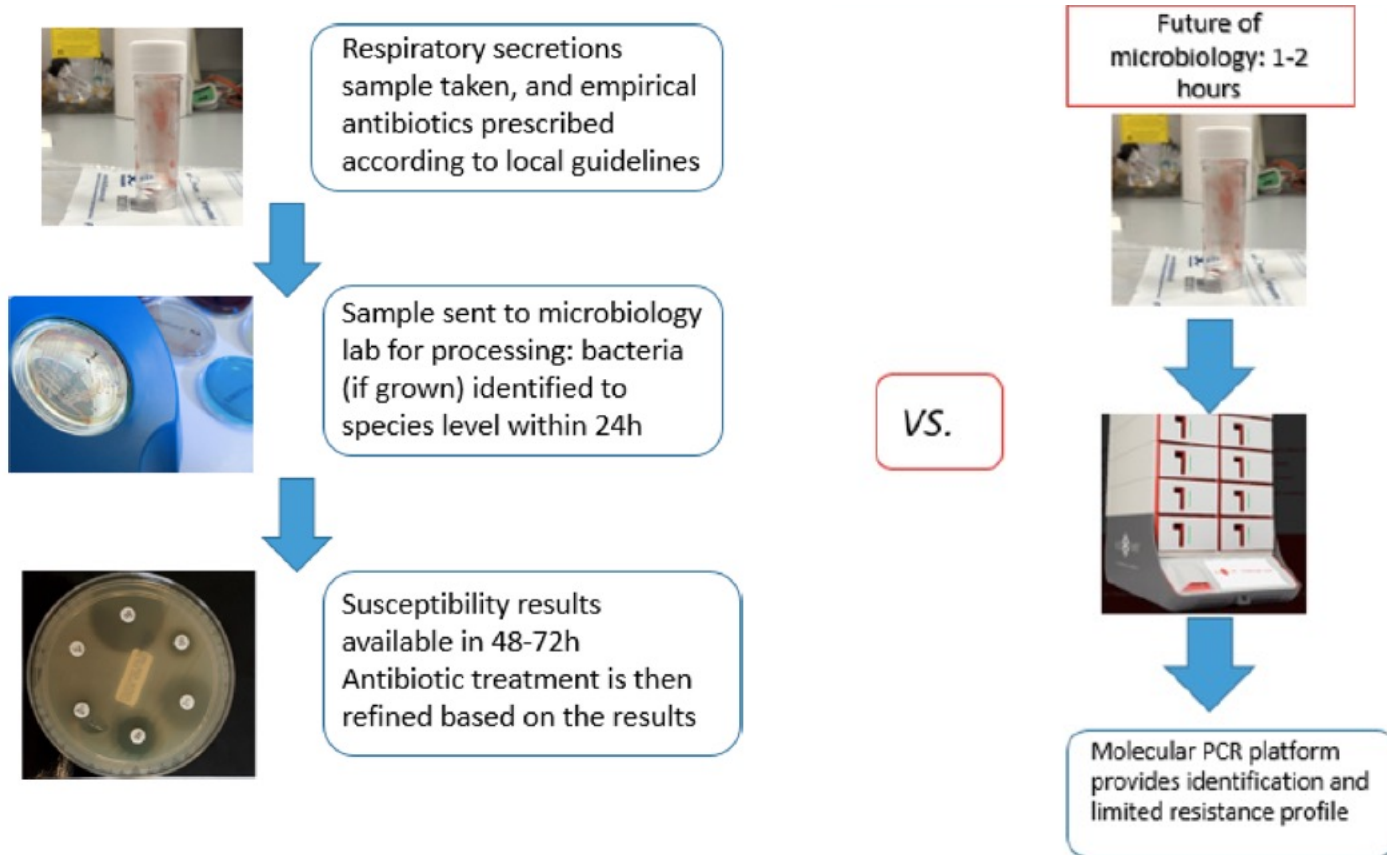 Respiratory secretions
sample taken, and empirical
antibiotics prescribed
according to local guidelines
Sample sent to microbiology
lab for processing: bacteria
(if grown) identified to
species level within 24h
Susceptibility results
available in 48-72h
Antibiotic treatment is then
refined based on the results
VS.
Future of
microbiology: 1-2
hours
Molecular PCR platform
provides identification and
limited resistance profile